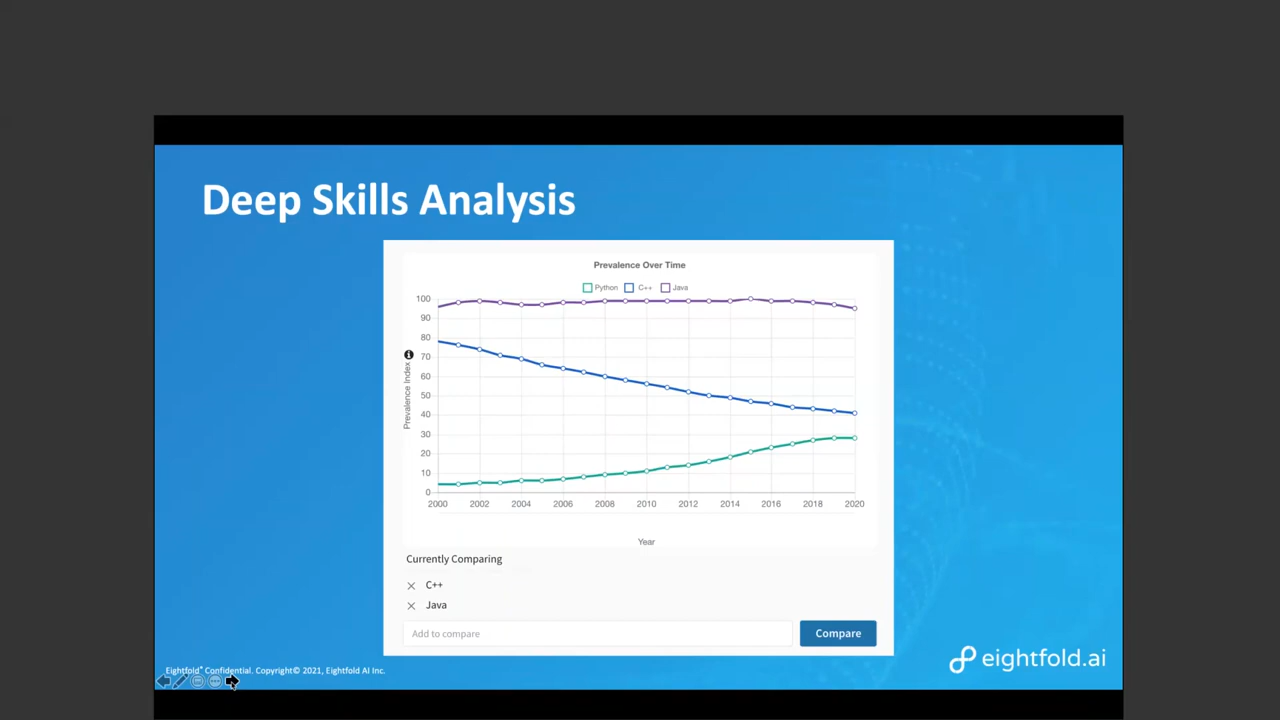 Deep Skills Analysis
Prevalence Over Time
Python C++ Java
100
90
80
70
60
50
40
30
20
10
0
Prevalence Index
2000 2002 2004 2006 2008 2010 2012 2014 2016 2018 2020
Year
Currently Comparing
× C++
× Java
Add to compare Compare
eightfold.ai
Eightfold® Confidential. Copyright© 2021, Eightfold AI Inc.